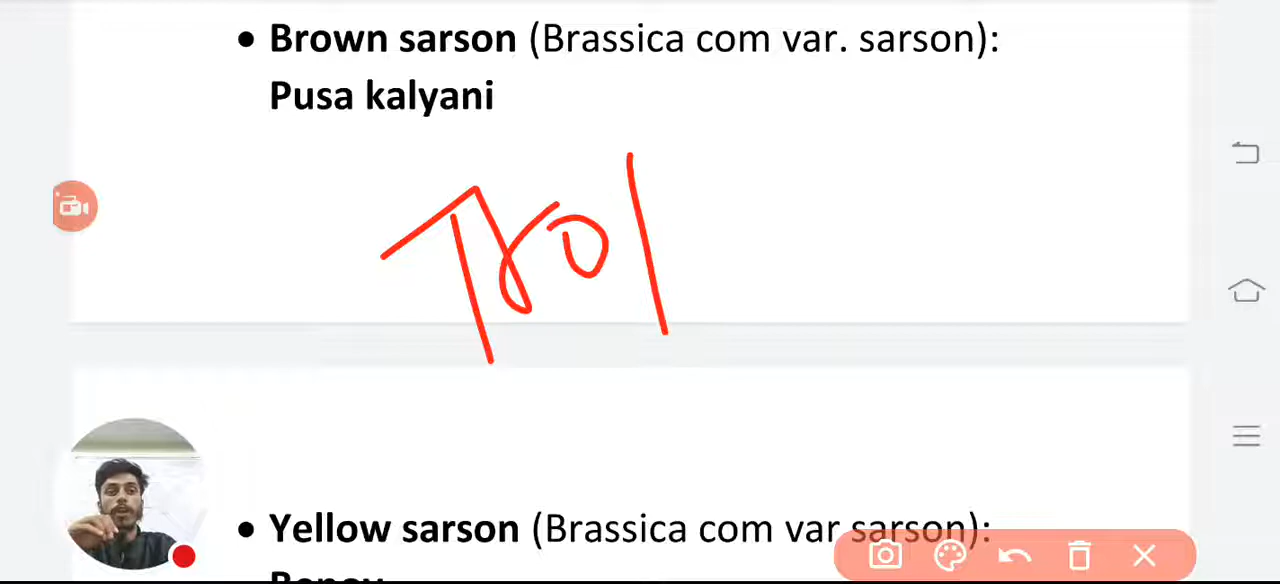 • Brown sarson (Brassica com var. sarson):
Pusa kalyani
• Yellow sarson (Brassica com var sarson):